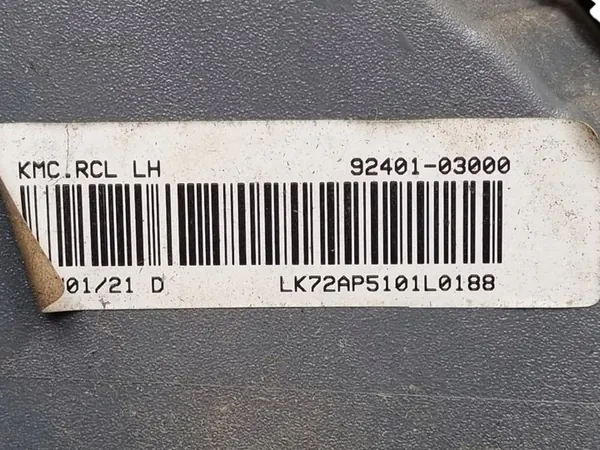 KMC.RCL LH 92401-03000
/01/21 D LK72AP5101L0188